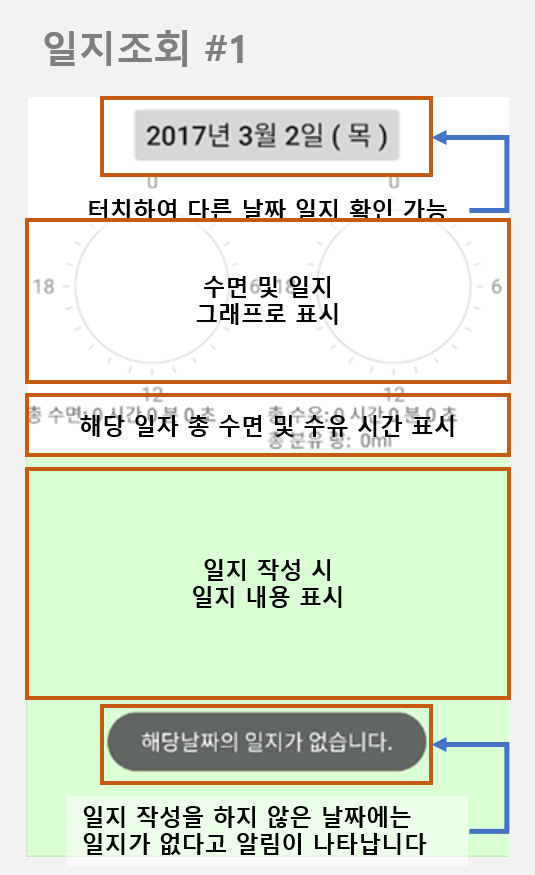 일지조회 #1
2017년 3월 2일 ( 목 )
0 0
터치하여 다른 날짜 일지 확인 가능
수면 및 일지
18 6 18 6
그래프로 표시
12 12
총 수면: 0 시간 0 분 0 초 총 수유: 0 시간 0 분 0 초
해당 일자 총 수면 및 수유 시간 표시
총 분유 량: 0ml
일지 작성 시
일지 내용 표시
해당날짜의 일지가 없습니다.
일지 작성을 하지 않은 날짜에는
일지가 없다고 알림이 나타납니다